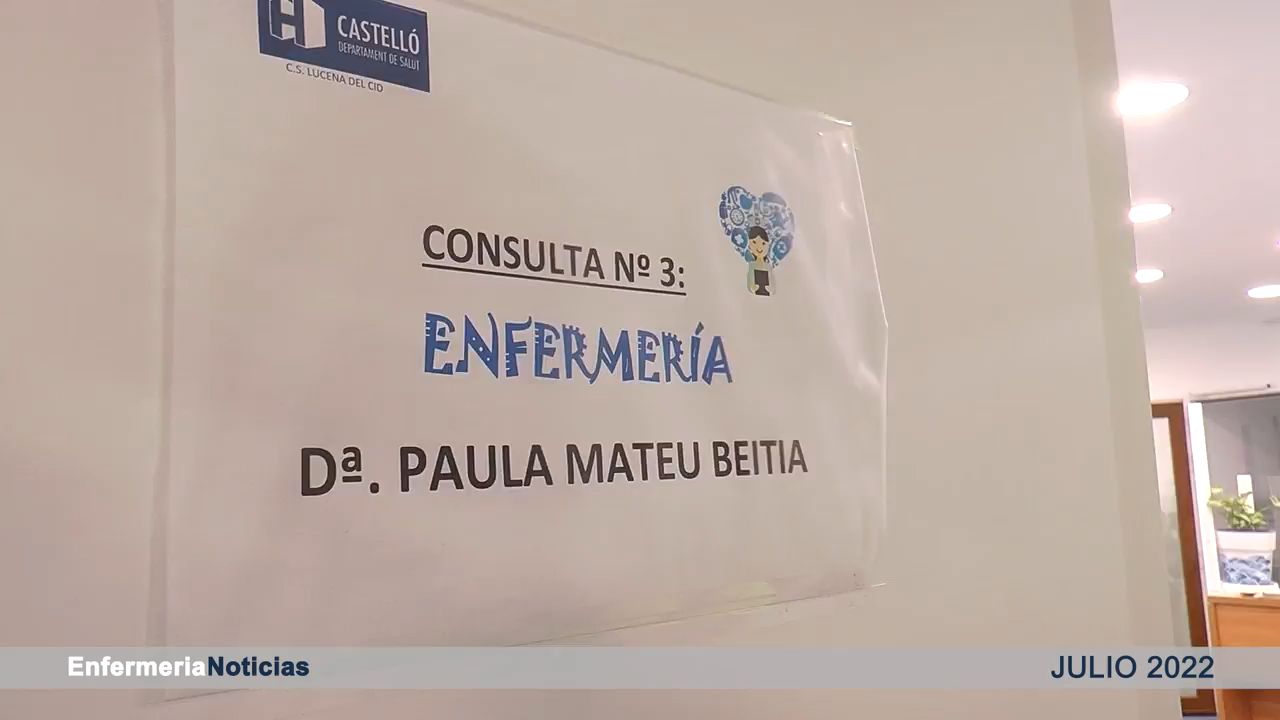 CASTELLÓ
DEPARTAMENT DE SALUT
C.S. LUCENA DEL CID
CONSULTA Nº 3:
ENFERMERÍA
Dª. PAULA MATEU BEITIA
EnfermeriaNoticias
JULIO 2022